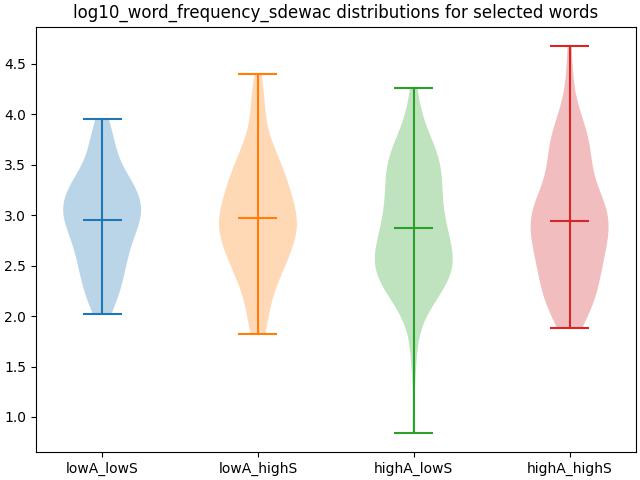 log10_word_frequency_sdewac distributions for selected words
4.5
4.0
3.5
3.0
2.5
2.0
1.5
1.0
lowA_lowS
lowA_highS
highA_lowS
highA_highS